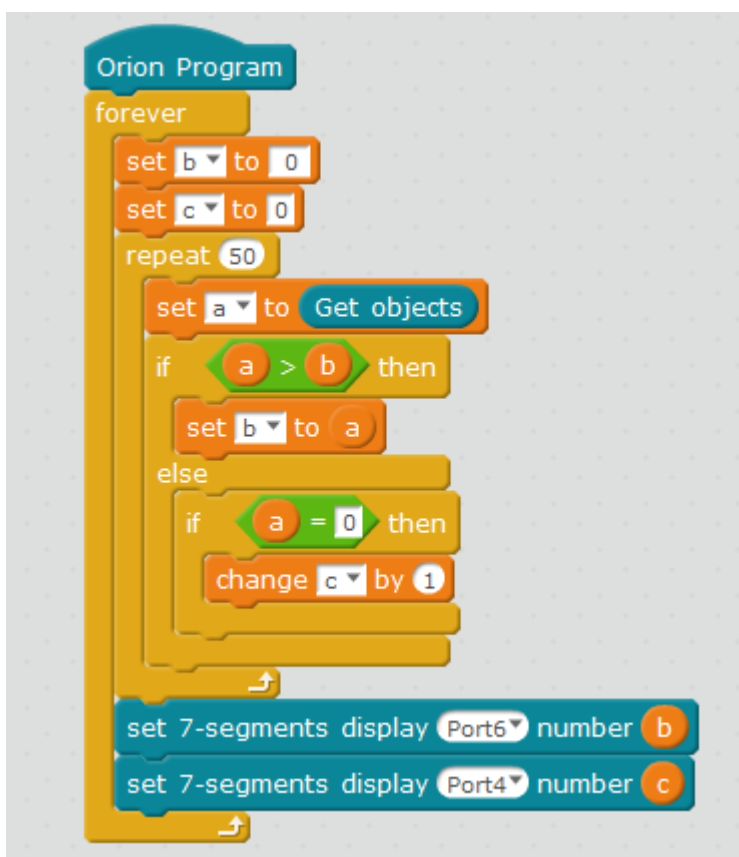 Orion Program
forever
set b to 0
set c to 0
repeat 50
set a to Get objects
if a > b then
set b to a
else
if a = 0 then
change c by 1
set 7-segments display Port6 number b
set 7-segments display Port4 number c